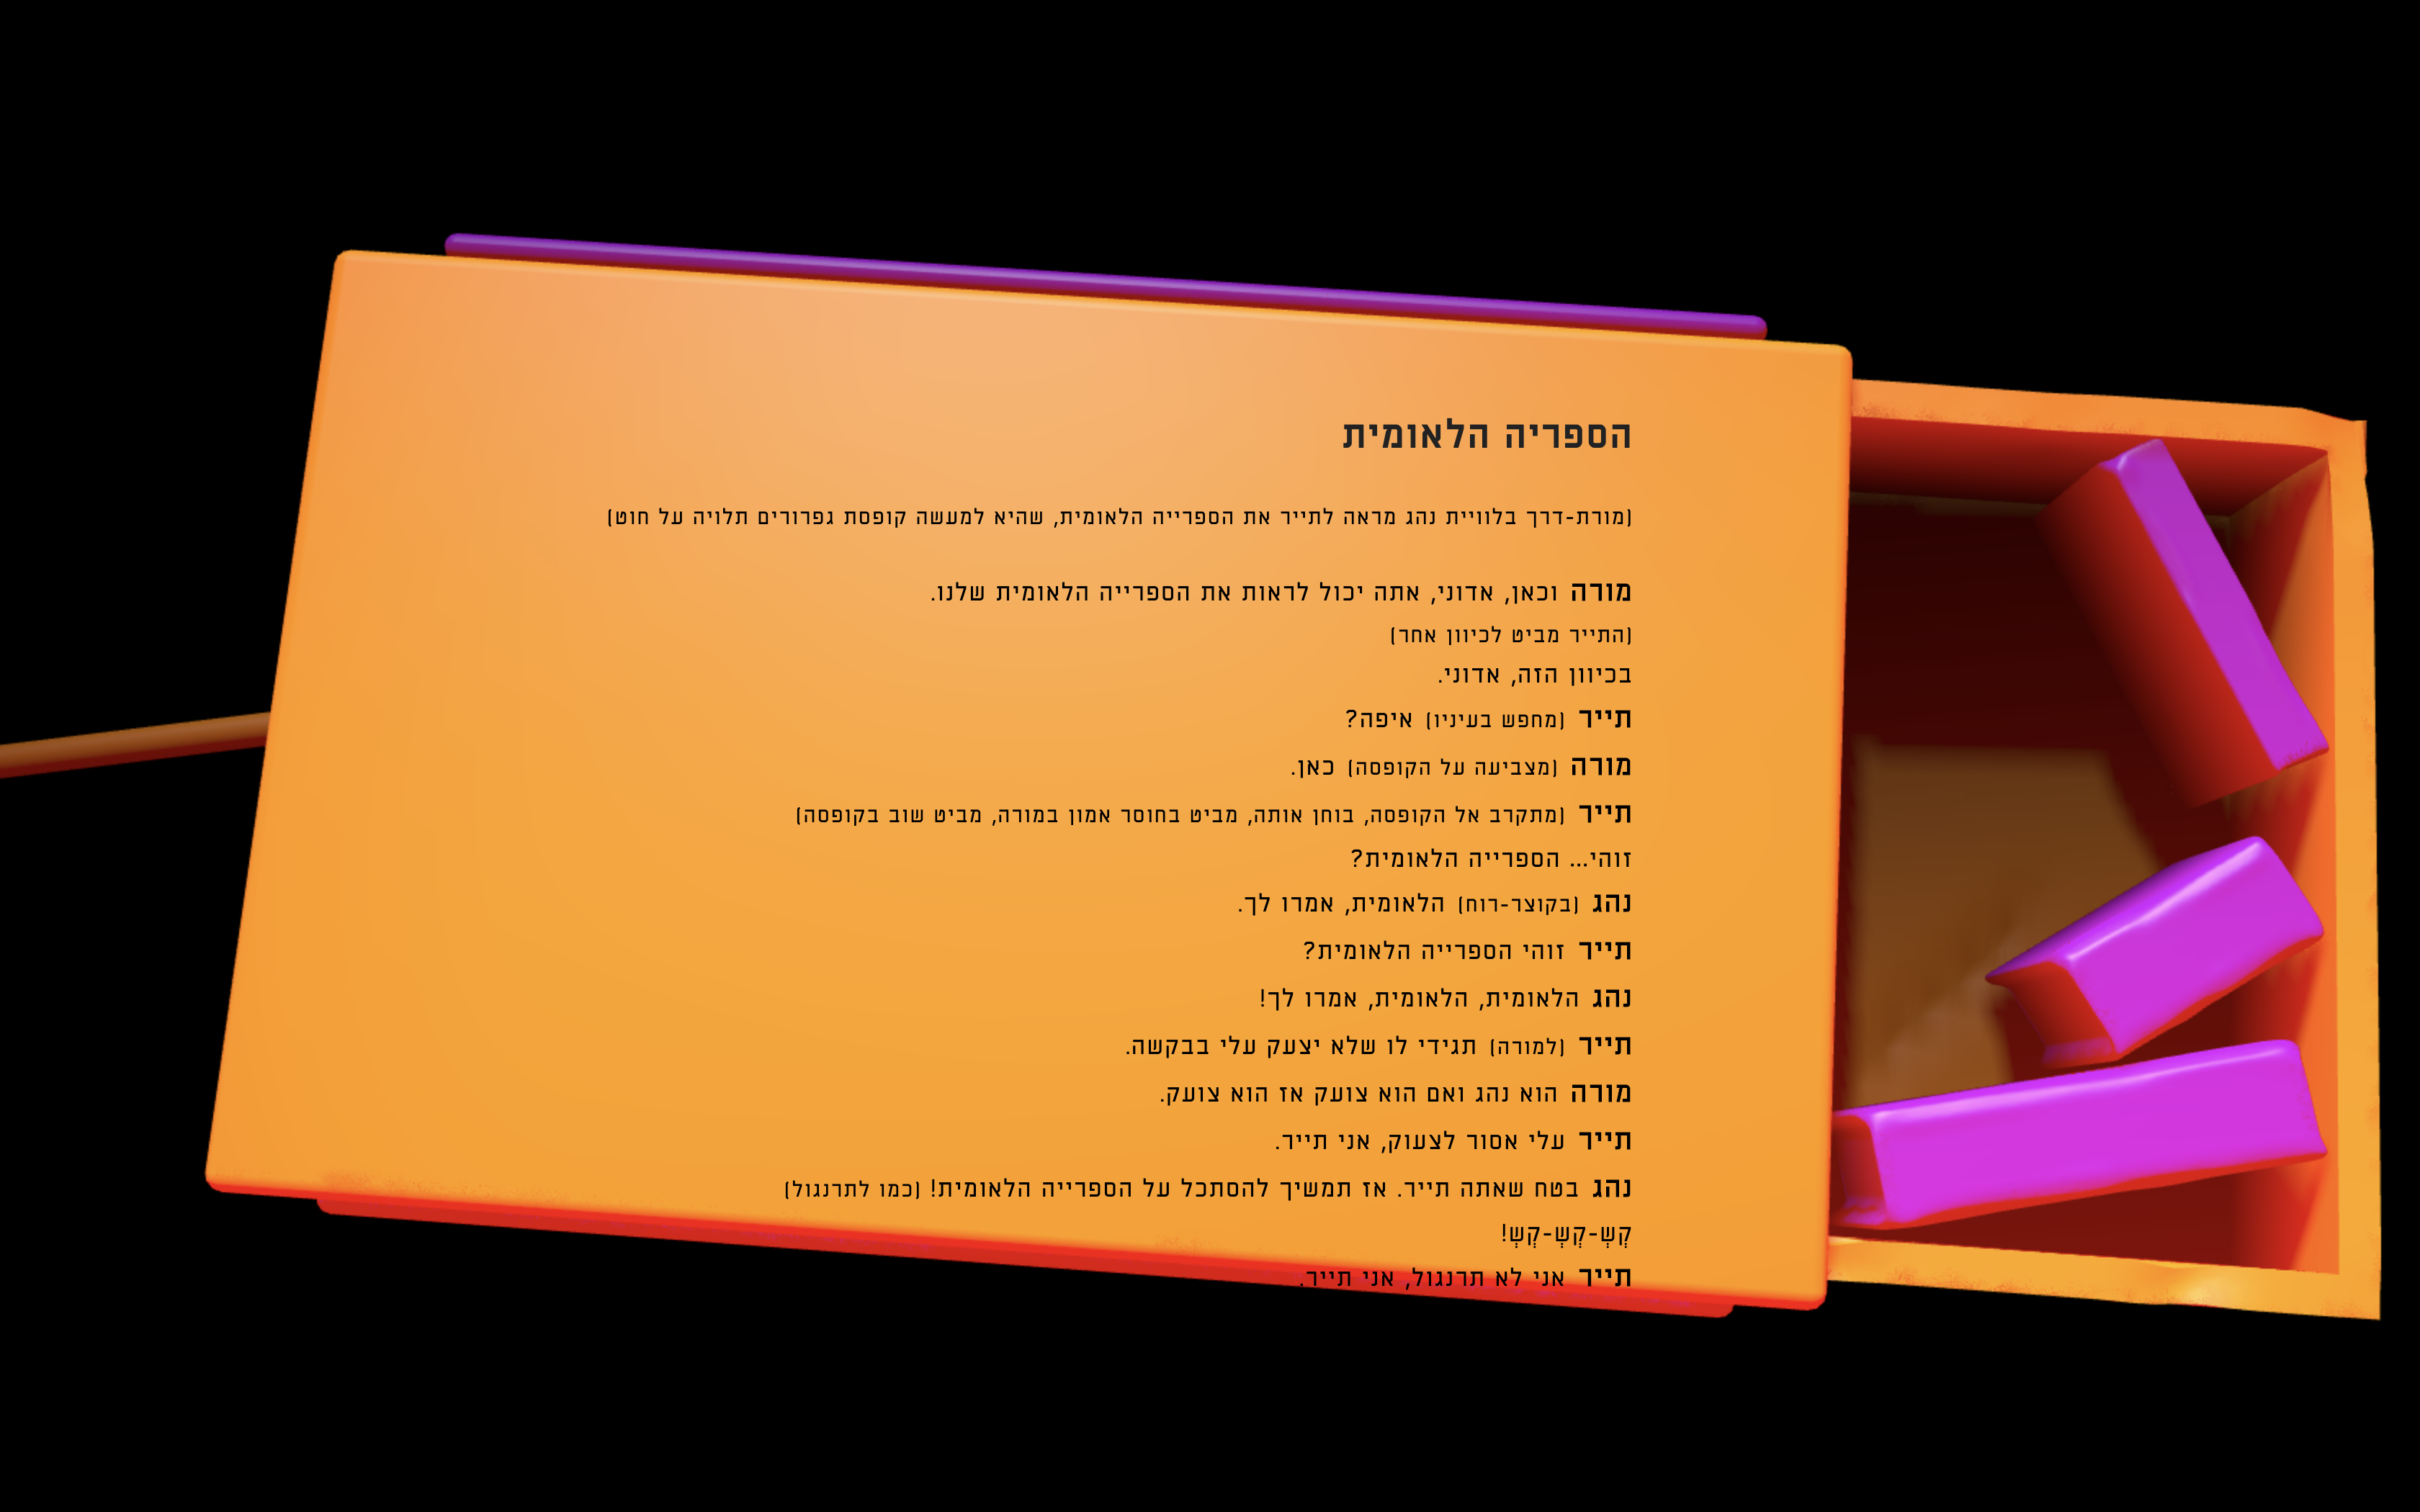 הספריה הלאומית
(מורת-דרך בלוויית נהג מראה לתייר את הספרייה הלאומית, שהיא למעשה קופסת גפרורים תלויה על חוט)
מורה וכאן, אדוני, אתה יכול לראות את הספרייה הלאומית שלנו.
(התייר מביט לכיוון אחר)
בכיוון הזה, אדוני.
תייר (מחפש בעיניו) איפה?
מורה (מצביעה על הקופסה) כאן.
תייר (מתקרב אל הקופסה, בוחן אותה, מביט בחוסר אמון במורה, מביט שוב בקופסה)
זוהי... הספרייה הלאומית?
נהג (בקוצר-רוח) הלאומית, אמרו לך.
תייר זוהי הספרייה הלאומית?
נהג הלאומית, הלאומית, אמרו לך!
תייר (למורה) תגידי לו שלא יצעק עלי בבקשה.
מורה הוא נהג ואם הוא צועק אז הוא צועק.
תייר עלי אסור לצעוק, אני תייר.
נהג בטח שאתה תייר. אז תמשיך להסתכל על הספרייה הלאומית! (כמו לתרנגול)
קְשְׁ-קְשְׁ-קְשְׁ!
תייר אני לא תרנגול, אני תייר.